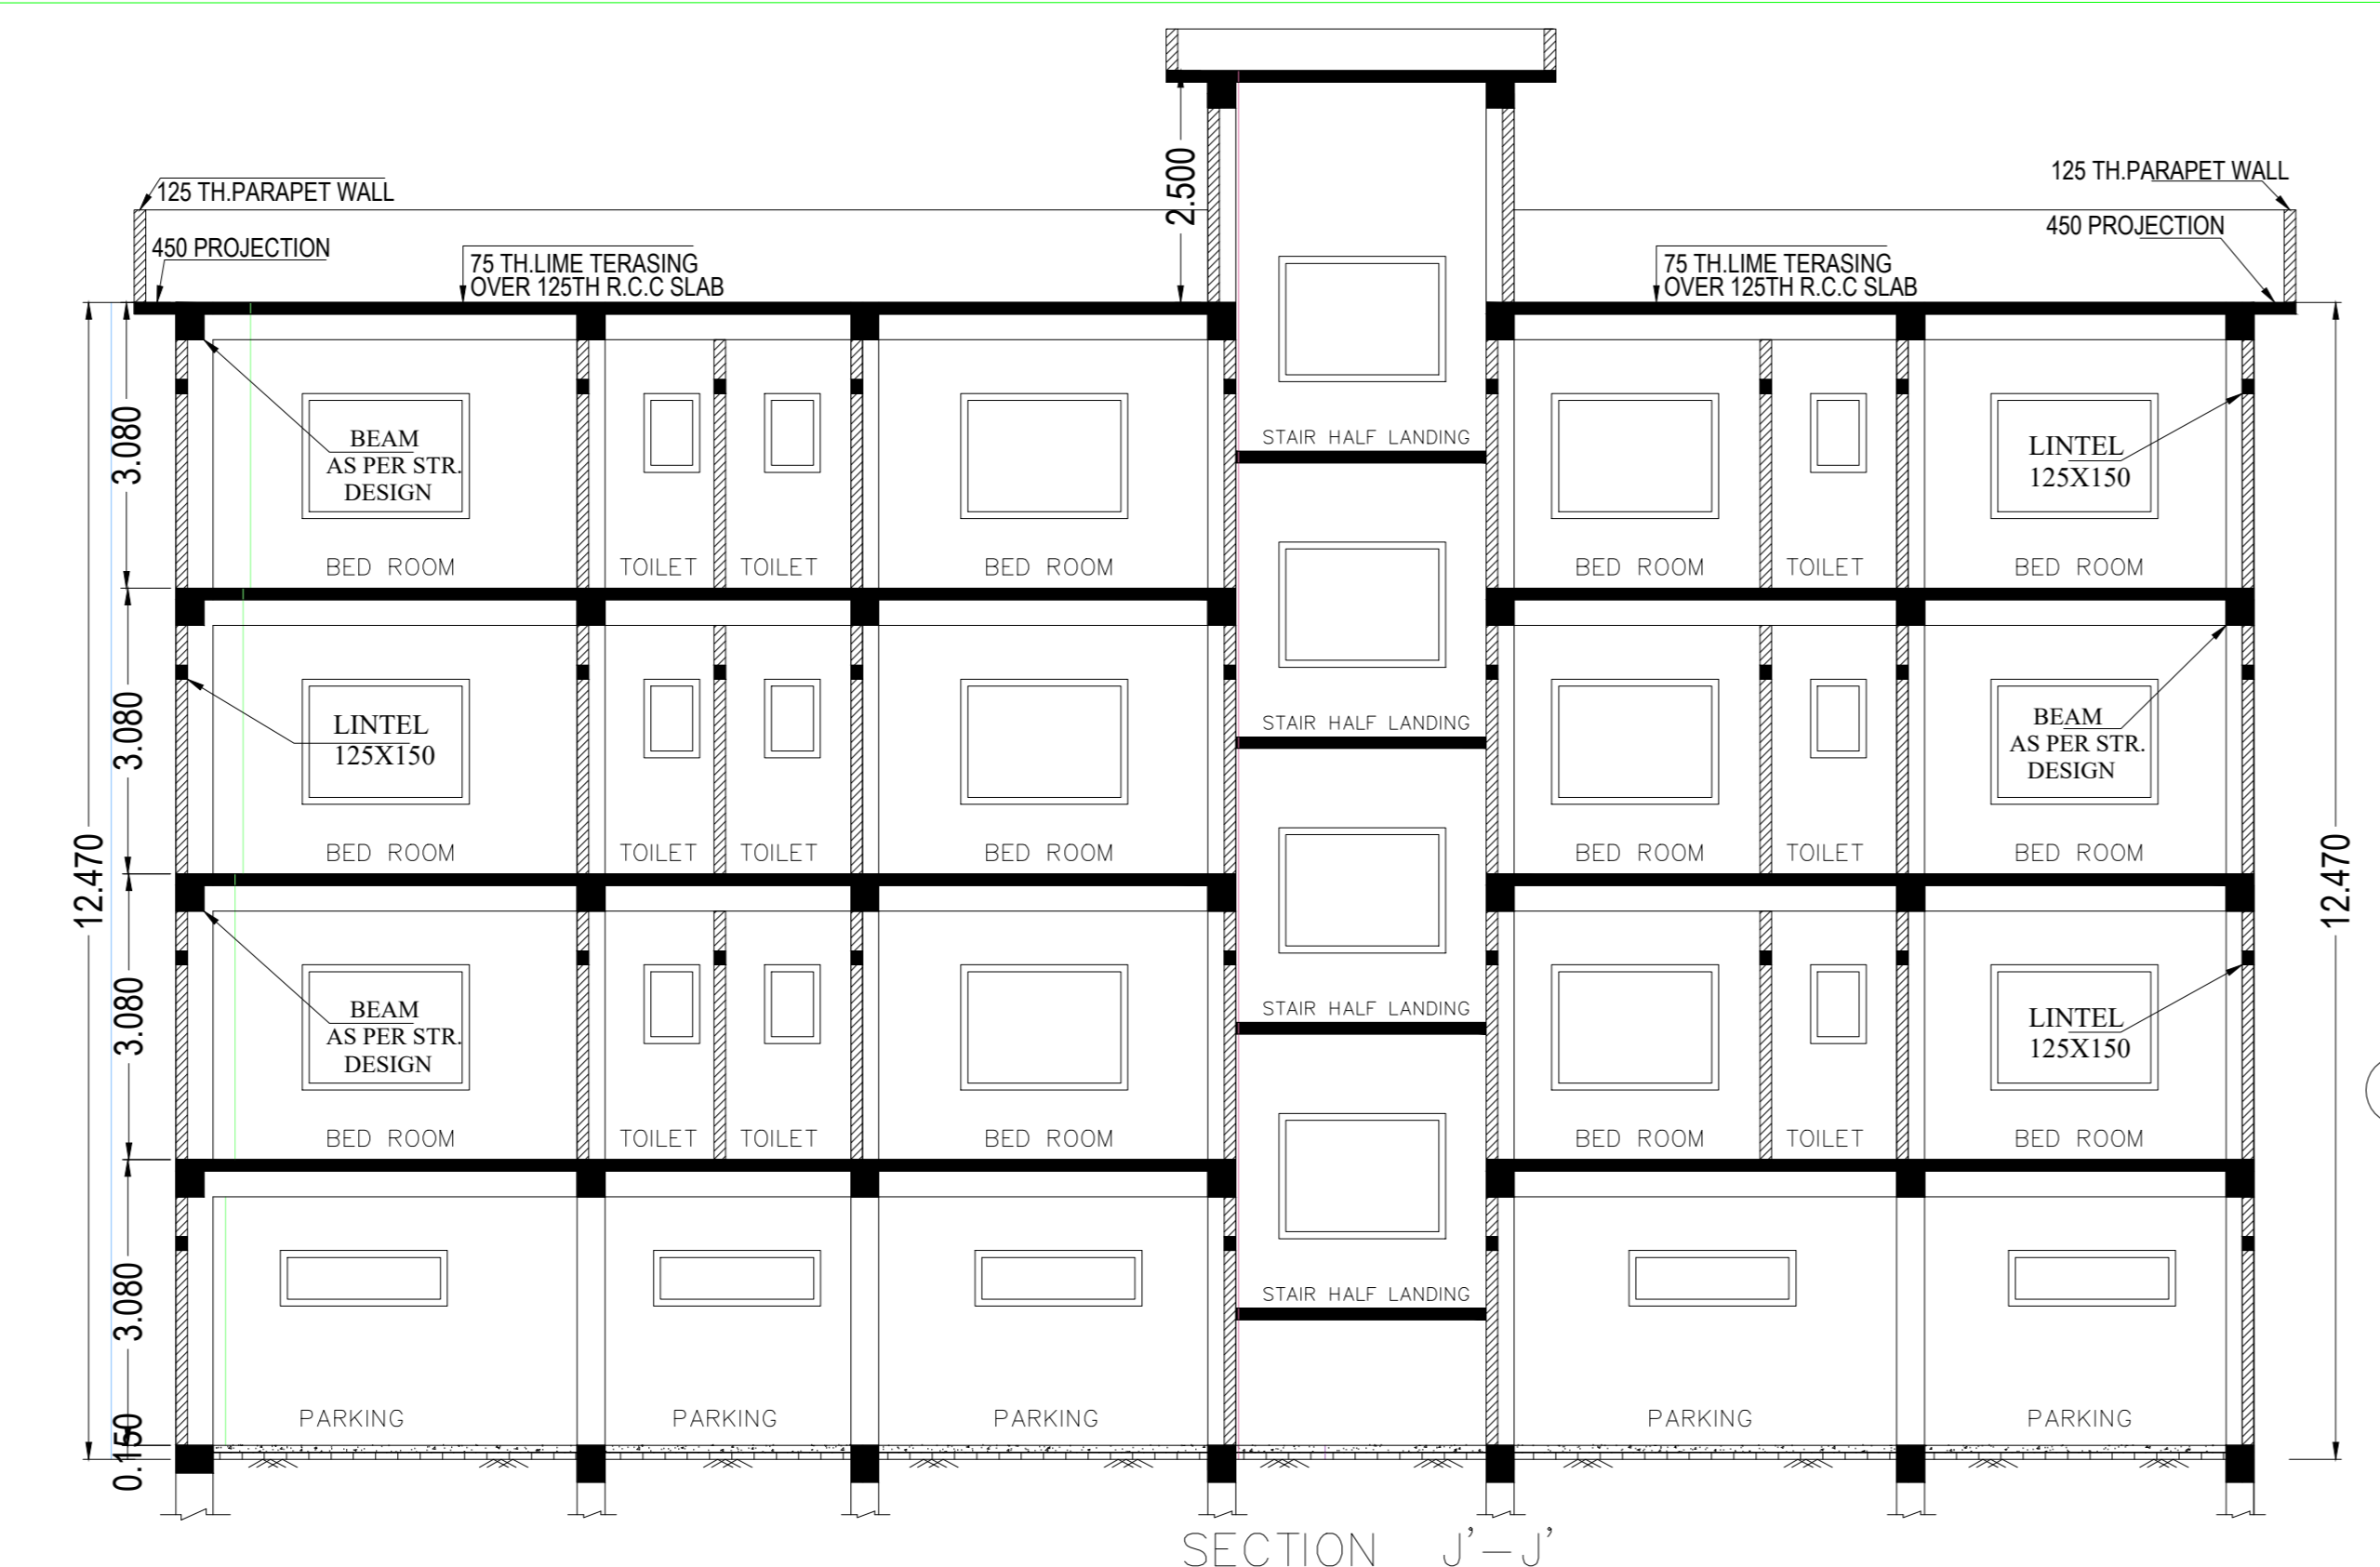 2.500
125 TH.PARAPET WALL
125 TH.PARAPET WALL
450 PROJECTION
450 PROJECTION
75 TH.LIME TERASING
OVER 125TH R.C.C SLAB
75 TH.LIME TERASING
OVER 125TH R.C.C SLAB
3.080
BEAM
AS PER STR.
DESIGN
STAIR HALF LANDING
LINTEL
125X150
BED ROOM
TOILET
TOILET
BED ROOM
BED ROOM
TOILET
BED ROOM
3.080
LINTEL
125X150
STAIR HALF LANDING
BEAM
AS PER STR.
DESIGN
BED ROOM
TOILET
TOILET
BED ROOM
BED ROOM
TOILET
BED ROOM
12.470
12.470
3.080
BEAM
AS PER STR.
DESIGN
STAIR HALF LANDING
LINTEL
125X150
BED ROOM
TOILET
TOILET
BED ROOM
BED ROOM
TOILET
BED ROOM
3.080
STAIR HALF LANDING
PARKING
PARKING
PARKING
PARKING
PARKING
0.150
SECTION J'-J'